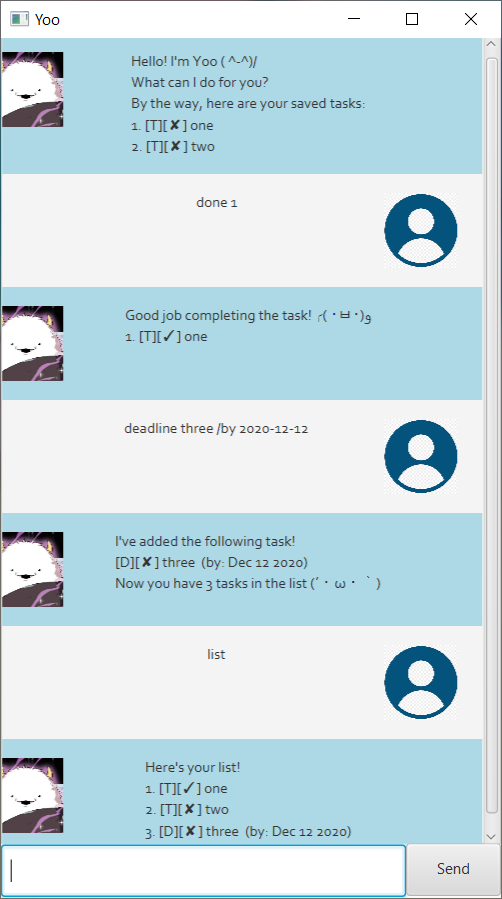 Yoo
Hello! I'm Yoo ( ^-^)/
What can I do for you?
By the way, here are your saved tasks:
1. [T][✘] one
2. [T][✘] two
done 1
Good job completing the task! ╭( ･ㅂ･)و
1. [T][✓] one
deadline three /by 2020-12-12
I've added the following task!
[D][✘] three  (by: Dec 12 2020)
Now you have 3 tasks in the list (´・ω・｀)
list
Here's your list!
1. [T][✓] one
2. [T][✘] two
3. [D][✘] three  (by: Dec 12 2020)
Send